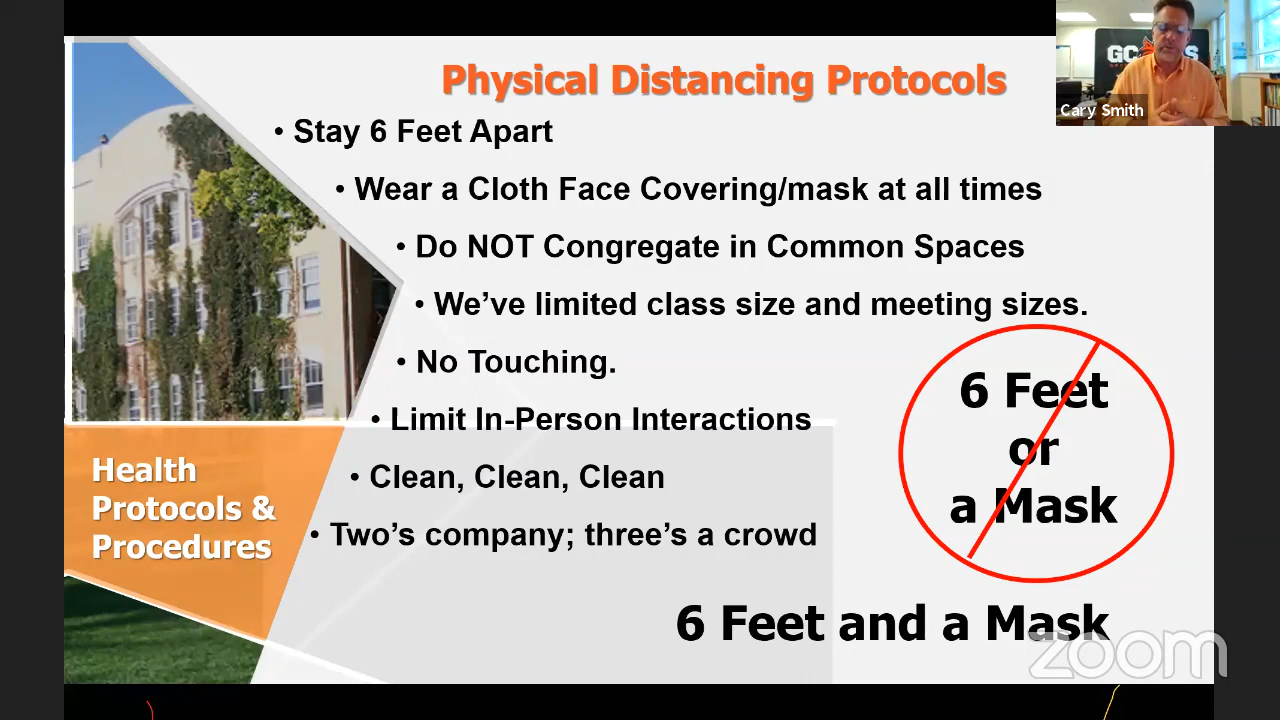 Physical Distancing Protocols
• Stay 6 Feet Apart
• Wear a Cloth Face Covering/mask at all times
• Do NOT Congregate in Common Spaces
• We’ve limited class size and meeting sizes.
• No Touching.
• Limit In-Person Interactions
• Clean, Clean, Clean
• Two’s company; three’s a crowd
Health
Protocols &
Procedures
6 Feet
or
a Mask
6 Feet and a Mask
Cary Smith
zoom